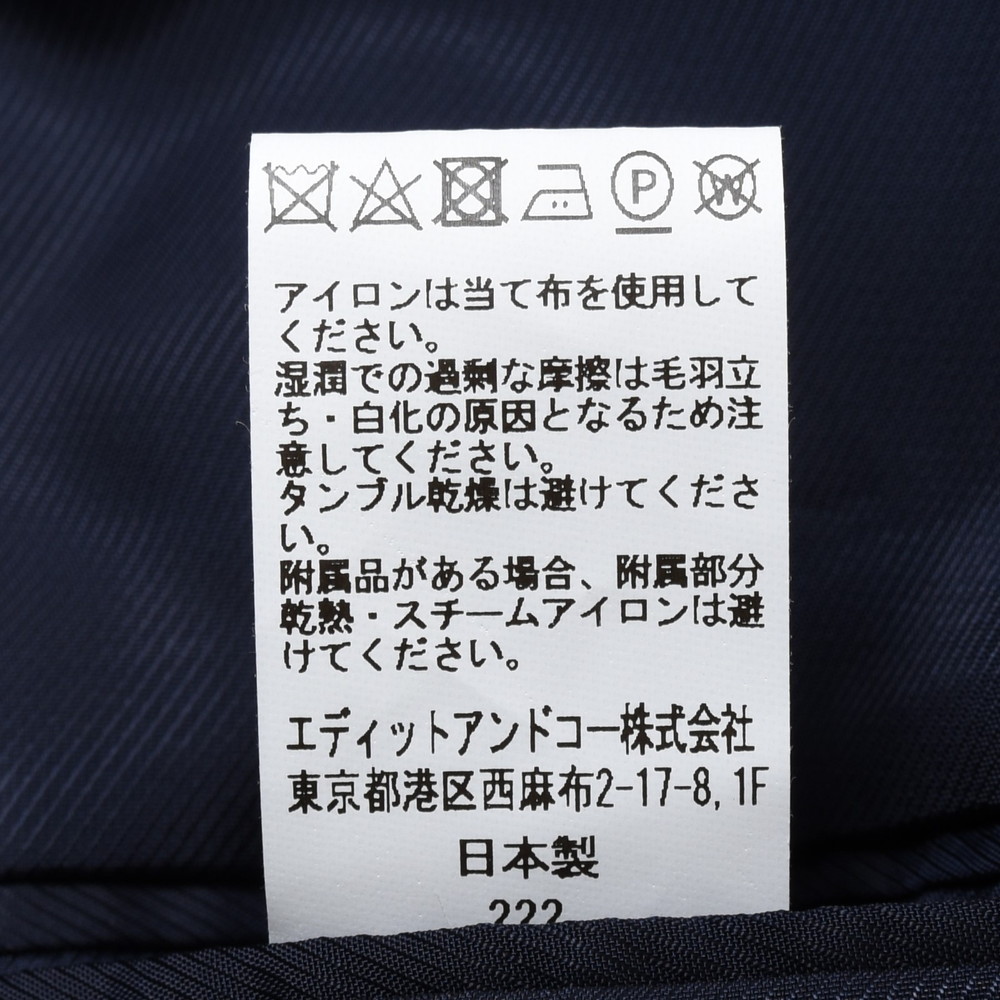 P W
アイロンは当て布を使用して
ください。
湿潤での過剰な摩擦は毛羽立
ち・白化の原因となるため注
意してください。
タンブル乾燥は避けてくださ
い。
附属品がある場合、附属部分
乾熱・スチームアイロンは避
けてください。
エディットアンドコー株式会社
東京都港区西麻布2-17-8,1F
日本製
222